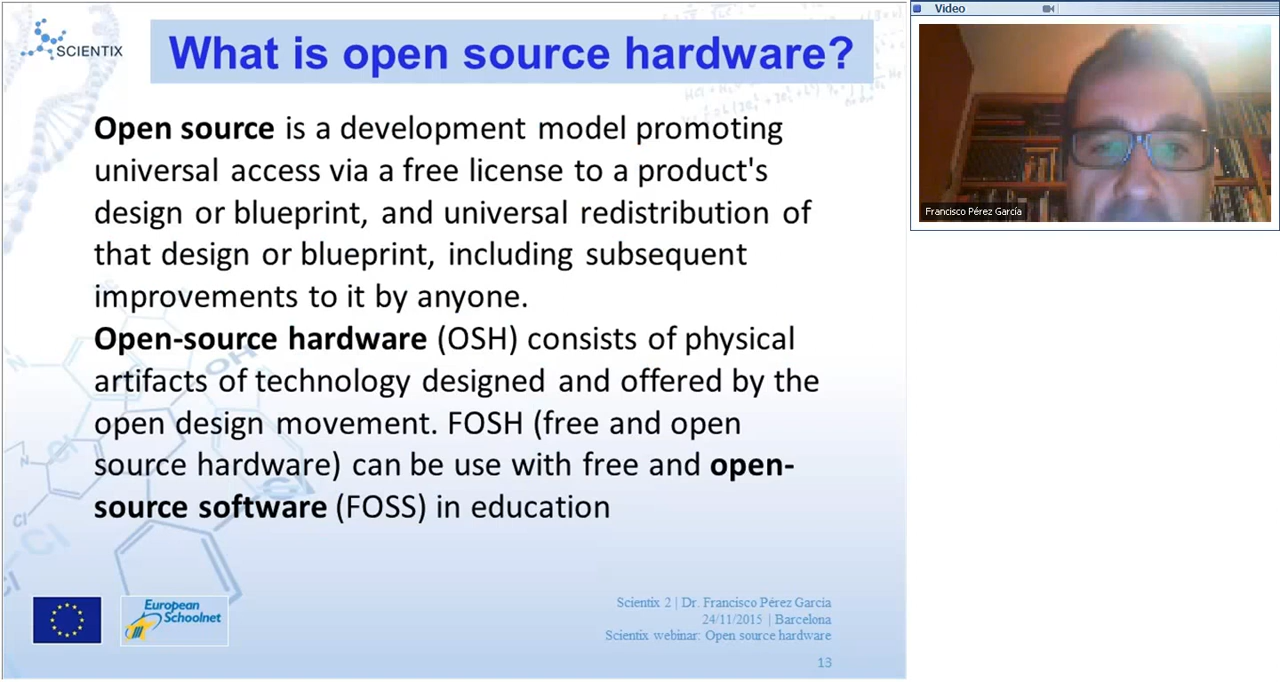 SCIENTIX
What is open source hardware?
Open source is a development model promoting
universal access via a free license to a product's
design or blueprint, and universal redistribution of
that design or blueprint, including subsequent
improvements to it by anyone.
Open-source hardware (OSH) consists of physical
artifacts of technology designed and offered by the
open design movement. FOSH (free and open
source hardware) can be use with free and open-
source software (FOSS) in education
European
Schoolnet
Scientix 2 | Dr. Francisco Pérez García
24/11/2015 | Barcelona
Scientix webinar: Open source hardware
13
Video
Francisco Pérez García
OH
N
N
Cl
Cl
Cl